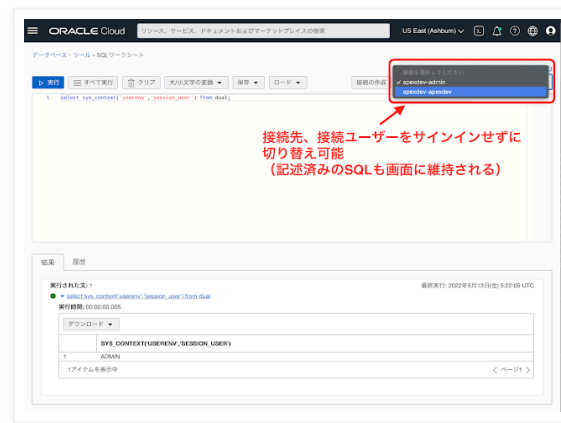 ORACLE Cloud
リソース、サービス、ドキュメントおよびマーケットプレイスの検索
US East (Ashburn)
データベース › ツール › SQLワークシート
実行
すべて実行
クリア
大/小文字の変換
保存
ロード
接続の作成
接続を選択してください
✓ apexdev-admin
apexdev-apexdev
1 select sys_context('userenv','session_user') from dual;
接続先、接続ユーザーをサインインせずに
切り替え可能
（記述済みのSQLも画面に維持される）
結果
履歴
実行された文: 1
最終実行: 2022年5月13日(金) 5:22:05 UTC
select sys_context('userenv','session_user') from dual
実行時間: 00:00:00.005
ダウンロード
SYS_CONTEXT('USERENV','SESSION_USER')
1 ADMIN
1アイテムを表示中
ページ1